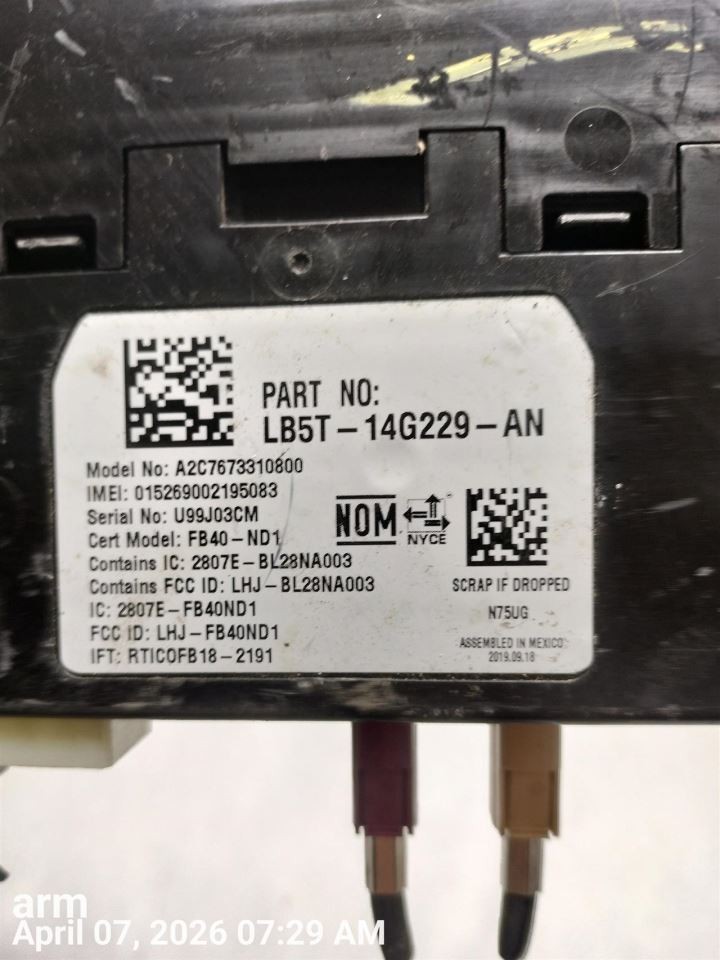 PART NO:
LB5T-14G229-AN
Model No: A2C7673310800
IMEI: 015269002195083
Serial No: U99J03CM
Cert Model: FB40-ND1
Contains IC: 2807E-BL28NA003
Contains FCC ID: LHJ-BL28NA003
IC: 2807E-FB40ND1
FCC ID: LHJ-FB40ND1
IFT: RTICOFB18-2191
NOM
NYCE
SCRAP IF DROPPED
N75UG
ASSEMBLED IN MEXICO
2019.09.18
arm
April 07, 2026 07:29 AM